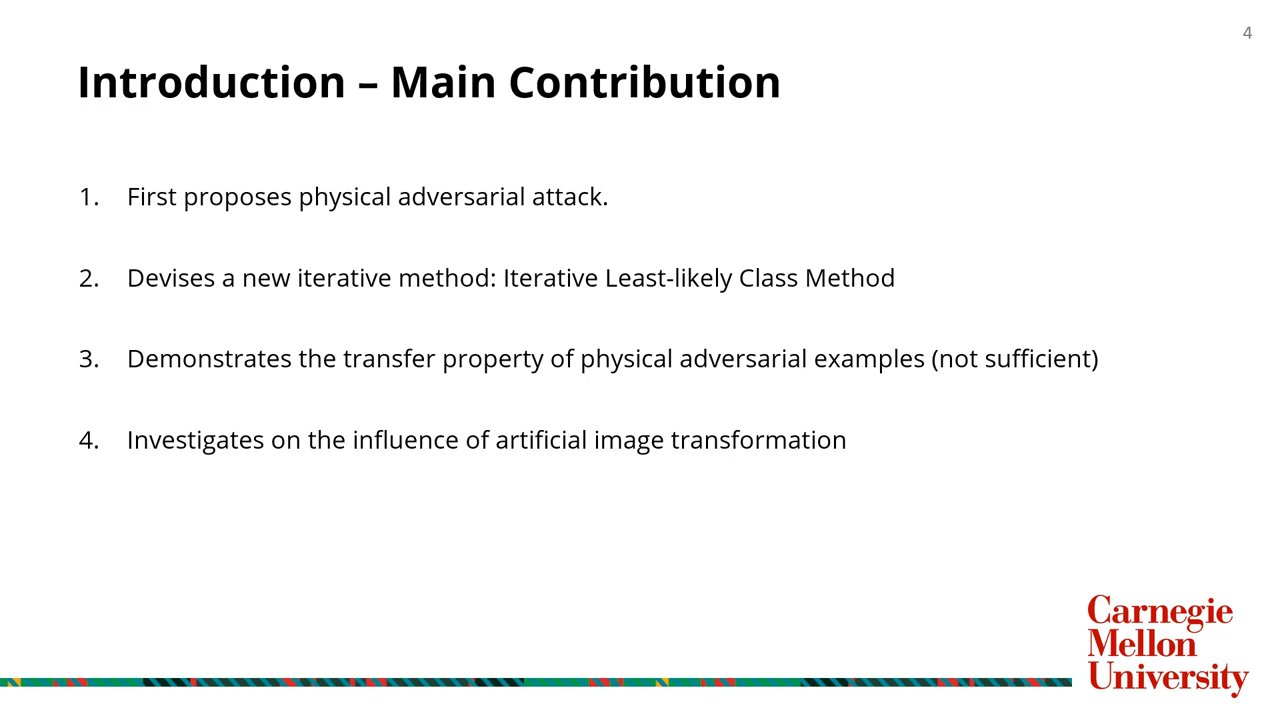 4
Introduction – Main Contribution
1. First proposes physical adversarial attack.
2. Devises a new iterative method: Iterative Least-likely Class Method
3. Demonstrates the transfer property of physical adversarial examples (not sufficient)
4. Investigates on the influence of artificial image transformation
Carnegie
Mellon
University